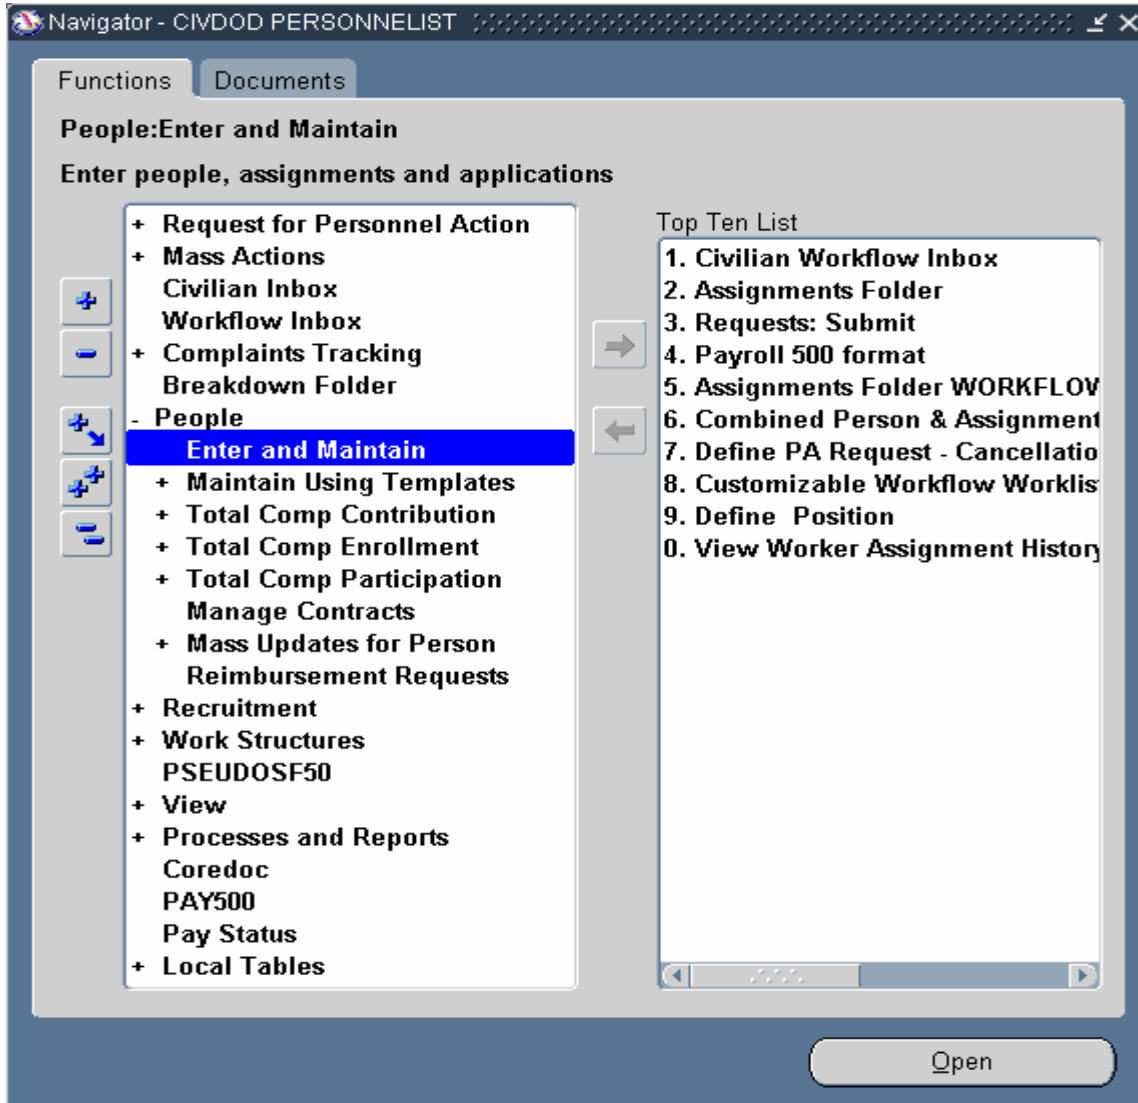 Navigator - CIVDOD PERSONNELIST
Functions Documents
People:Enter and Maintain
Enter people, assignments and applications
+ Request for Personnel Action
+ Mass Actions
Civilian Inbox
Workflow Inbox
+ Complaints Tracking
Breakdown Folder
- People
Enter and Maintain
+ Maintain Using Templates
+ Total Comp Contribution
+ Total Comp Enrollment
+ Total Comp Participation
Manage Contracts
+ Mass Updates for Person
Reimbursement Requests
+ Recruitment
+ Work Structures
PSEUDOSF50
+ View
+ Processes and Reports
Coredoc
PAY500
Pay Status
+ Local Tables
Top Ten List
1. Civilian Workflow Inbox
2. Assignments Folder
3. Requests: Submit
4. Payroll 500 format
5. Assignments Folder WORKFLOW
6. Combined Person & Assignment
7. Define PA Request - Cancellatio
8. Customizable Workflow Worklis
9. Define Position
0. View Worker Assignment History
Open